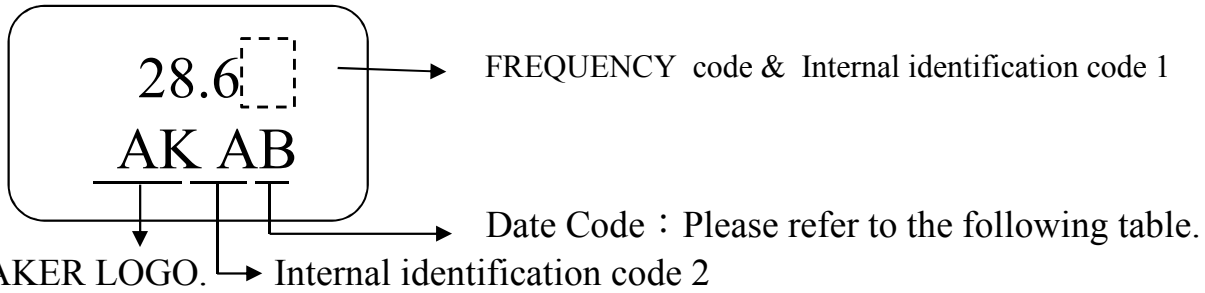 28.6
FREQUENCY code & Internal identification code 1
AK AB
Date Code：Please refer to the following table.
AKER LOGO. Internal identification code 2